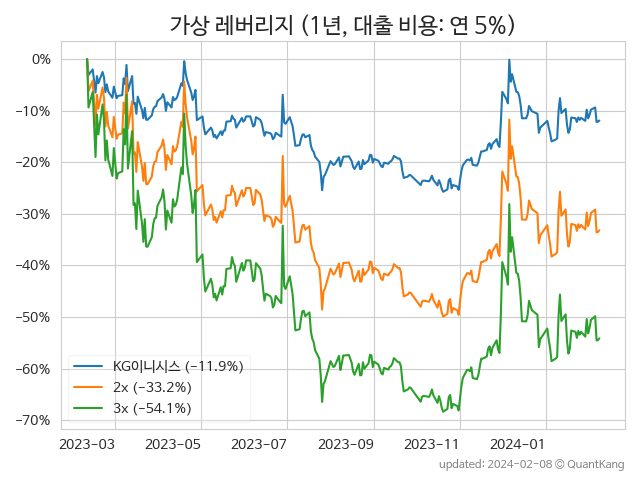 가상 레버리지 (1년, 대출 비용: 연 5%)
0%
−10%
−20%
−30%
−40%
−50%
−60%
−70%
KG이니시스 (−11.9%)
2x (−33.2%)
3x (−54.1%)
2023-03 2023-05 2023-07 2023-09 2023-11 2024-01
updated: 2024-02-08 © QuantKang